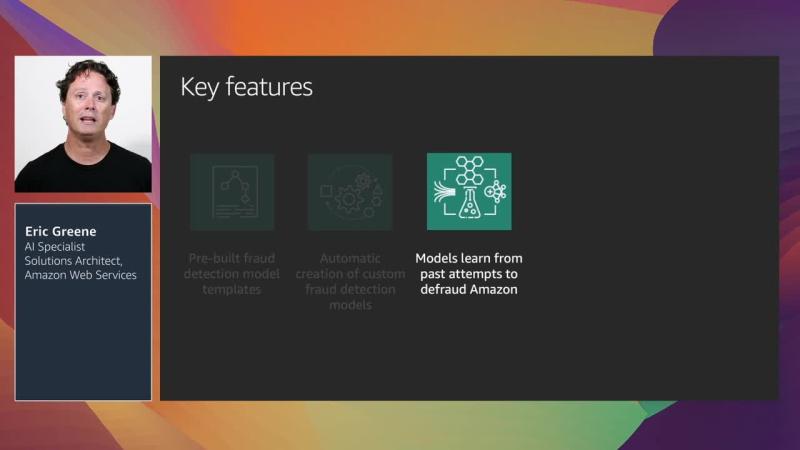 Key features
Eric Greene
AI Specialist
Solutions Architect,
Amazon Web Services
Pre-built fraud
detection model
templates
Automatic
creation of custom
fraud detection
models
Models learn from
past attempts to
defraud Amazon